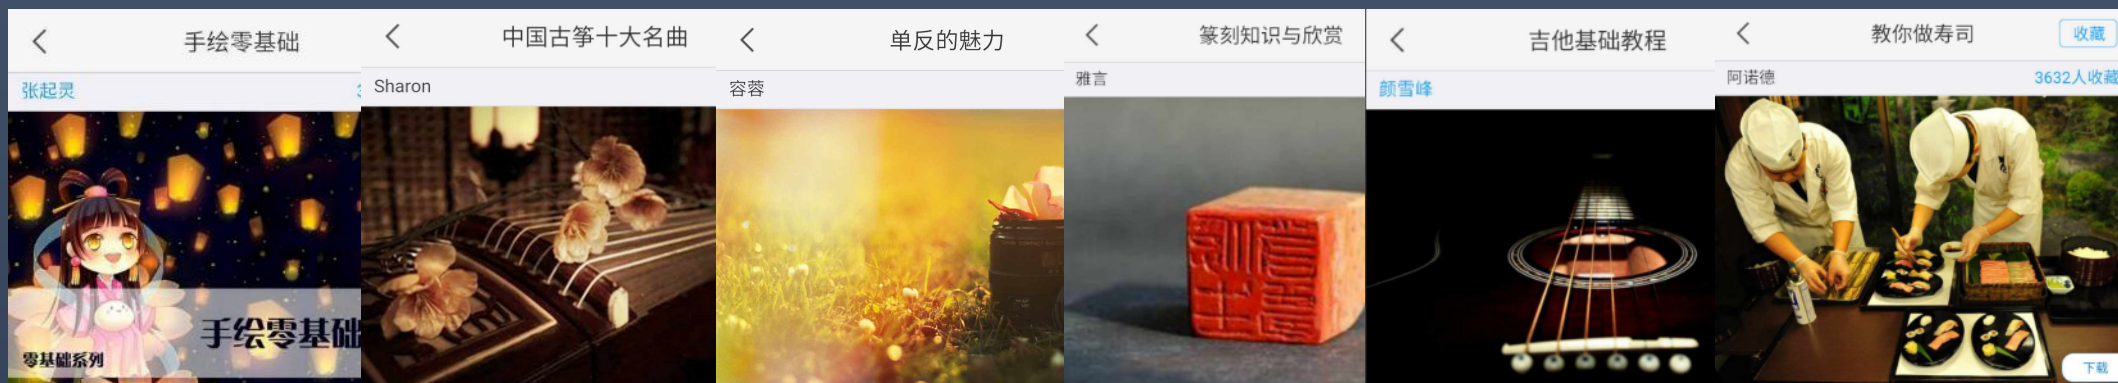 手绘零基础
张起灵
手绘零基础
零基础系列
中国古筝十大名曲
Sharon
单反的魅力
容蓉
篆刻知识与欣赏
雅言
吉他基础教程
颜雪峰
教你做寿司
收藏
阿诺德
3632人收藏
下载